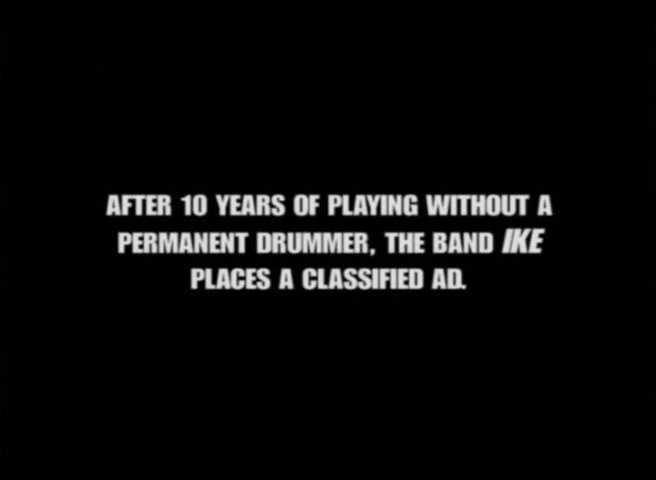 AFTER 10 YEARS OF PLAYING WITHOUT A
PERMANENT DRUMMER, THE BAND IKE
PLACES A CLASSIFIED AD.